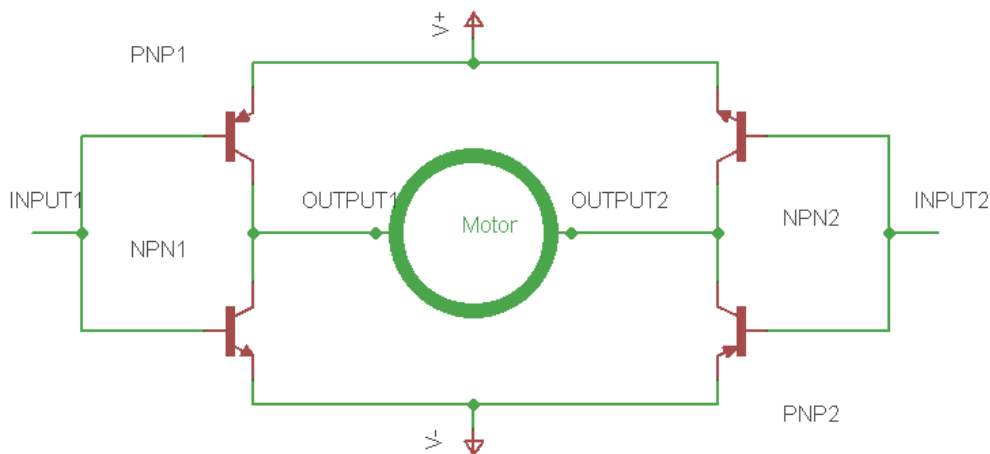 V+
PNP1
INPUT1
OUTPUT1
OUTPUT2
INPUT2
NPN2
Motor
NPN1
PNP2
V-